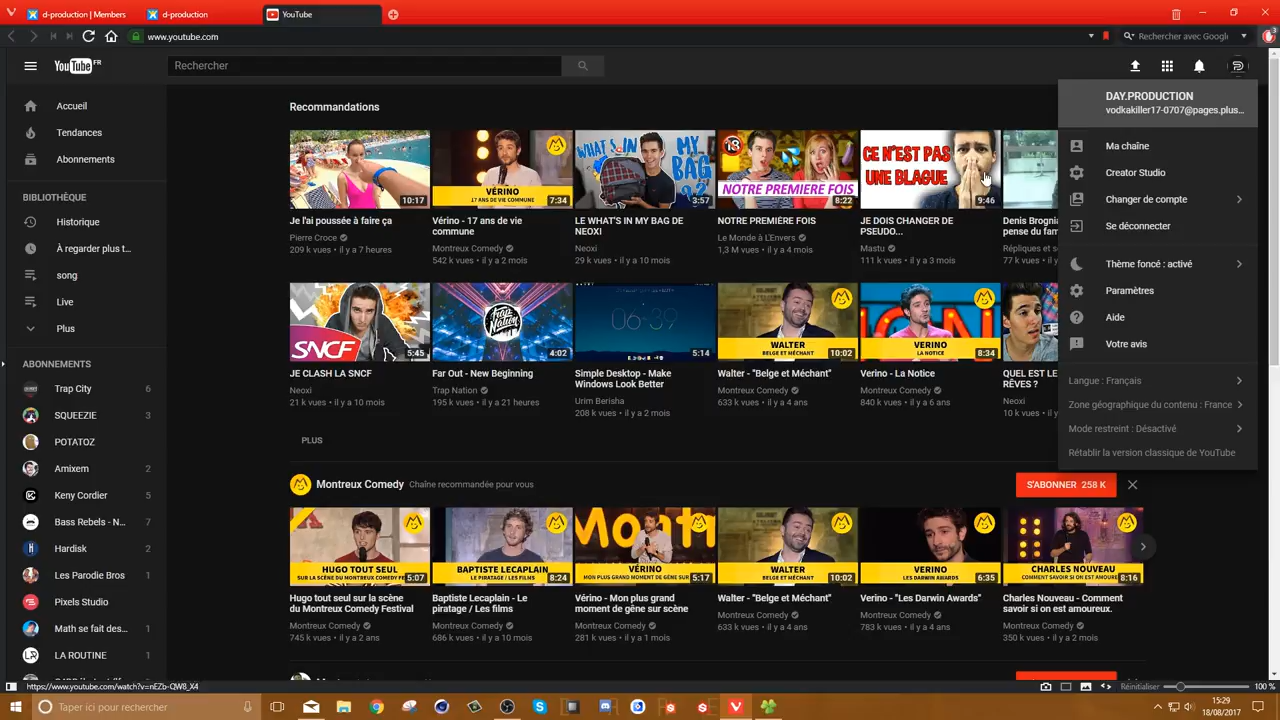 d-production | Members
d-production
YouTube
www.youtube.com
Rechercher avec Googl
YouTube FR
Rechercher
DAY.PRODUCTION
vodkakiller17-0707@pages.plus...
Accueil
Tendances
Abonnements
BIBLIOTHÈQUE
Historique
À regarder plus t...
song
Live
Plus
ABONNEMENTS
Trap City 6
SQUEEZIE 3
POTATOZ
Amixem 2
Keny Cordier 5
Bass Rebels - N... 7
Hardisk 2
Les Parodie Bros 1
Pixels Studio
Math se fait des... 1
LA ROUTINE 1
Recommandations
10:17
VÉRINO
17 ANS DE VIE COMMUNE
7:34
WHAT'S IN MY BAG ??
3:57
18
NOTRE PREMIERE FOIS
8:22
CE N'EST PAS
UNE BLAGUE
9:46
Je l'ai poussée à faire ça
Pierre Croce
209 k vues • il y a 7 heures
Vérino - 17 ans de vie
commune
Montreux Comedy
542 k vues • il y a 2 mois
LE WHAT'S IN MY BAG DE
NEOXI
Neoxi
29 k vues • il y a 10 mois
NOTRE PREMIÈRE FOIS
Le Monde à L'Envers
1,3 M vues • il y a 4 mois
JE DOIS CHANGER DE
PSEUDO...
Mastu
111 k vues • il y a 3 mois
Denis Brognia
pense du fam
Répliques et s
77 k vues
SNCF
5:45
TRAP NATION
4:02
06:39
5:14
WALTER
BELGE ET MÉCHANT
10:02
VERINO
LA NOTICE
8:34
JE CLASH LA SNCF
Neoxi
21 k vues • il y a 10 mois
Far Out - New Beginning
Trap Nation
195 k vues • il y a 21 heures
Simple Desktop - Make
Windows Look Better
Urim Berisha
208 k vues • il y a 2 mois
Walter - "Belge et Méchant"
Montreux Comedy
633 k vues • il y a 4 ans
Verino - La Notice
Montreux Comedy
840 k vues • il y a 6 ans
QUEL EST LE
RÊVES ?
Neoxi
10 k vues
PLUS
Ma chaîne
Creator Studio
Changer de compte
Se déconnecter
Thème foncé : activé
Paramètres
Aide
Votre avis
Langue : Français
Zone géographique du contenu : France
Mode restreint : Désactivé
Rétablir la version classique de YouTube
Montreux Comedy Chaîne recommandée pour vous
S'ABONNER 258 K
HUGO TOUT SEUL
SUR LA SCÈNE DU MONTREUX COMEDY FE
5:07
BAPTISTE LECAPLAIN
LE PIRATAGE / LES FILMS
8:24
Montr
VÉRINO
MON PLUS GRAND MOMENT DE GÊNE SUR
5:17
WALTER
BELGE ET MÉCHANT
10:02
VERINO
LES DARWIN AWARDS
6:35
CHARLES NOUVEAU
COMMENT SAVOIR SI ON EST AMOURE
8:16
Hugo tout seul sur la scène
du Montreux Comedy Festival
Montreux Comedy
745 k vues • il y a 2 ans
Baptiste Lecaplain - Le
piratage / Les films
Montreux Comedy
686 k vues • il y a 10 mois
Vérino - Mon plus grand
moment de gêne sur scène
Montreux Comedy
281 k vues • il y a 1 mois
Walter - "Belge et Méchant"
Montreux Comedy
633 k vues • il y a 4 ans
Verino - "Les Darwin Awards"
Montreux Comedy
783 k vues • il y a 4 ans
Charles Nouveau - Comment
savoir si on est amoureux.
Montreux Comedy
350 k vues • il y a 2 mois
https://www.youtube.com/watch?v=nEZb-QW8_X4
Réinitialiser
100 %
Taper ici pour rechercher
15:29
18/08/2017